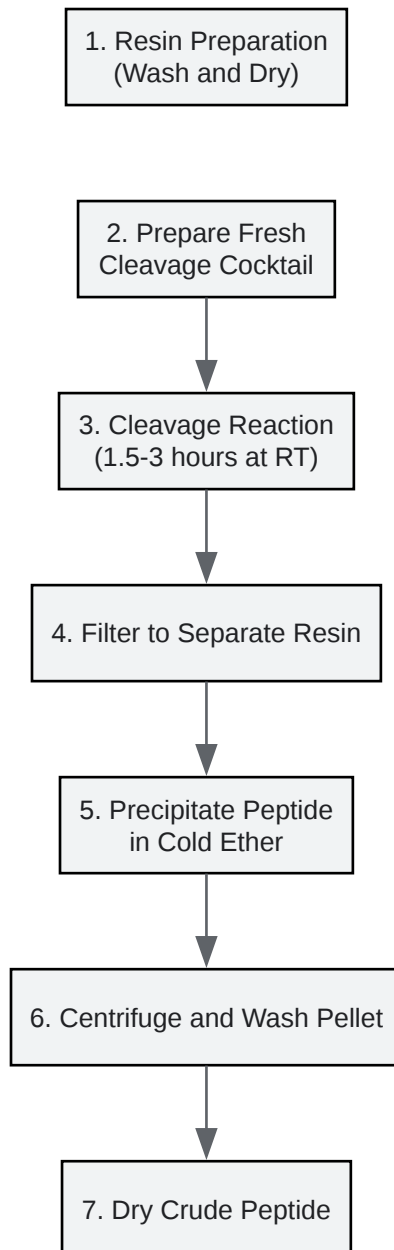 1. Resin Preparation
(Wash and Dry)
2. Prepare Fresh
Cleavage Cocktail
3. Cleavage Reaction
(1.5-3 hours at RT)
4. Filter to Separate Resin
5. Precipitate Peptide
in Cold Ether
6. Centrifuge and Wash Pellet
7. Dry Crude Peptide